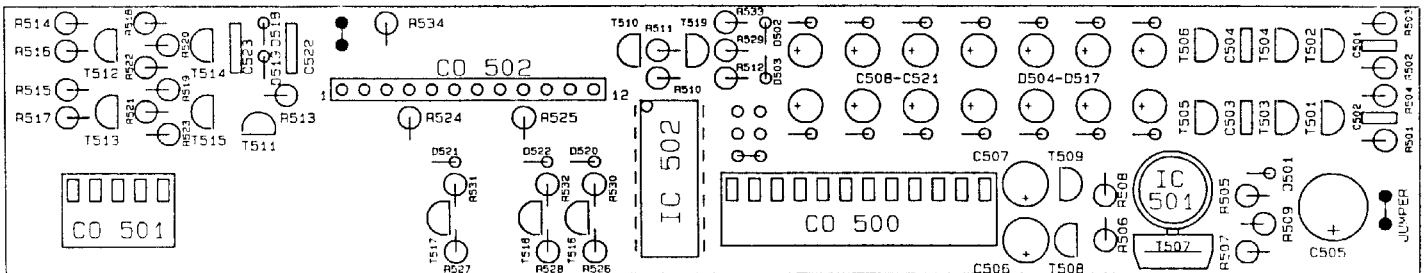 R514
R516
R515
R517
T512
T513
R518
R520
R522
R519
R521
R523
T514
T515
C523
D518
D519
C522
R513
T511
R534
CO 502
1
12
R524
R525
T510
R511
T519
R510
R533
R529
R512
D502
D503
C508-C521
D504-D517
T506
C504
T504
T502
C501
R503
R502
T505
C503
T503
T501
C502
R504
R501
CO 501
D521
R531
T517
R527
D522
R532
T518
R528
D520
R530
T516
R526
IC 502
CO 500
C507
C506
T509
T508
R508
R506
IC
501
T507
R505
D501
R509
R507
C505
JUMPER